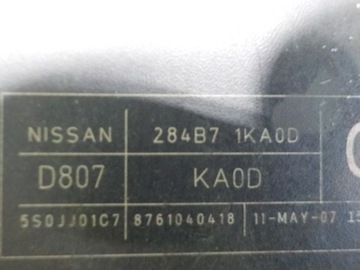 NISSAN 284B7 1KA0D
D807 KA0D
5S0JJ01C7 8761040418 11-MAY-07